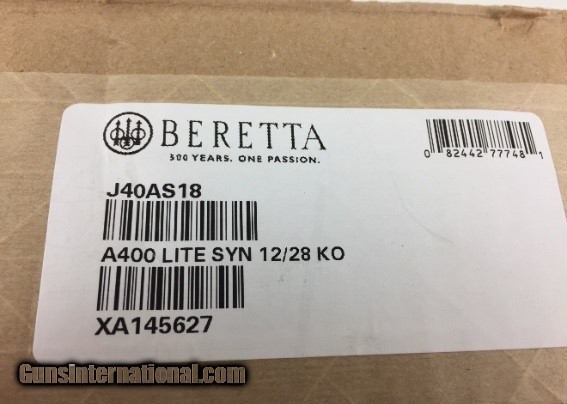 BERETTA
500 YEARS. ONE PASSION.
0 82442 77748 1
J40AS18
A400 LITE SYN 12/28 KO
XA145627
GunsInternational.com